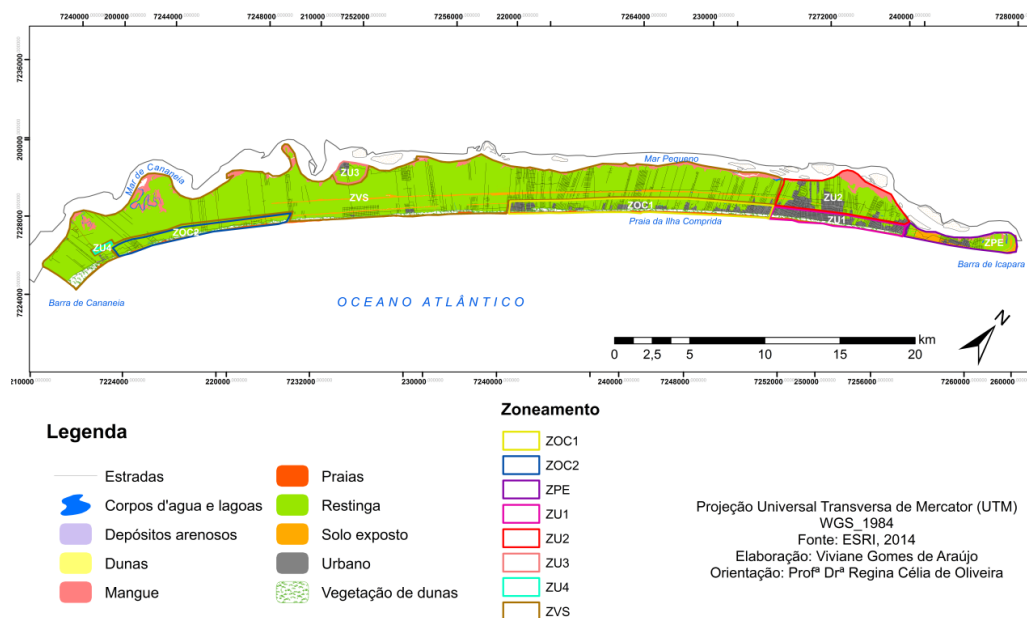 7240000 200000 7244000 7248000 210000 7252000 7256000 220000 7264000 230000 7272000 240000 7280000
7236000
200000
7228000
7224000
Mar de Cananeia
Mar Pequeno
ZU3
ZU2
ZVS
ZOC1
ZOC2
ZU1
ZU4
ZPE
Praia da Ilha Comprida
Barra de Icapara
Barra de Cananeia
OCEANO ATLÂNTICO
N
km
0 2,5 5 10 15 20
210000 7224000 220000 7232000 230000 7240000 240000 7248000 7252000 250000 7256000 7260000 260000
Legenda
Estradas
Corpos d'agua e lagoas
Depósitos arenosos
Dunas
Mangue
Praias
Restinga
Solo exposto
Urbano
Vegetação de dunas
Zoneamento
ZOC1
ZOC2
ZPE
ZU1
ZU2
ZU3
ZU4
ZVS
Projeção Universal Transversa de Mercator (UTM)
WGS_1984
Fonte: ESRI, 2014
Elaboração: Viviane Gomes de Araújo
Orientação: Profª Drª Regina Célia de Oliveira